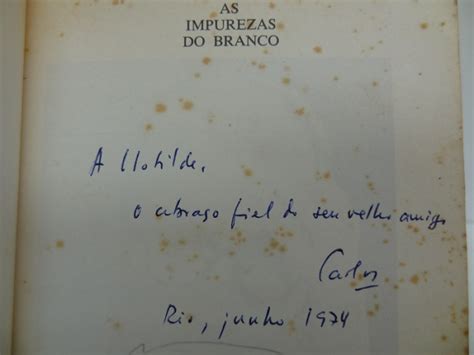 AS
IMPUREZAS
DO BRANCO
A Clotilde,
o abraço fiel do seu velho amigo
Carlos
Rio, junho 1974